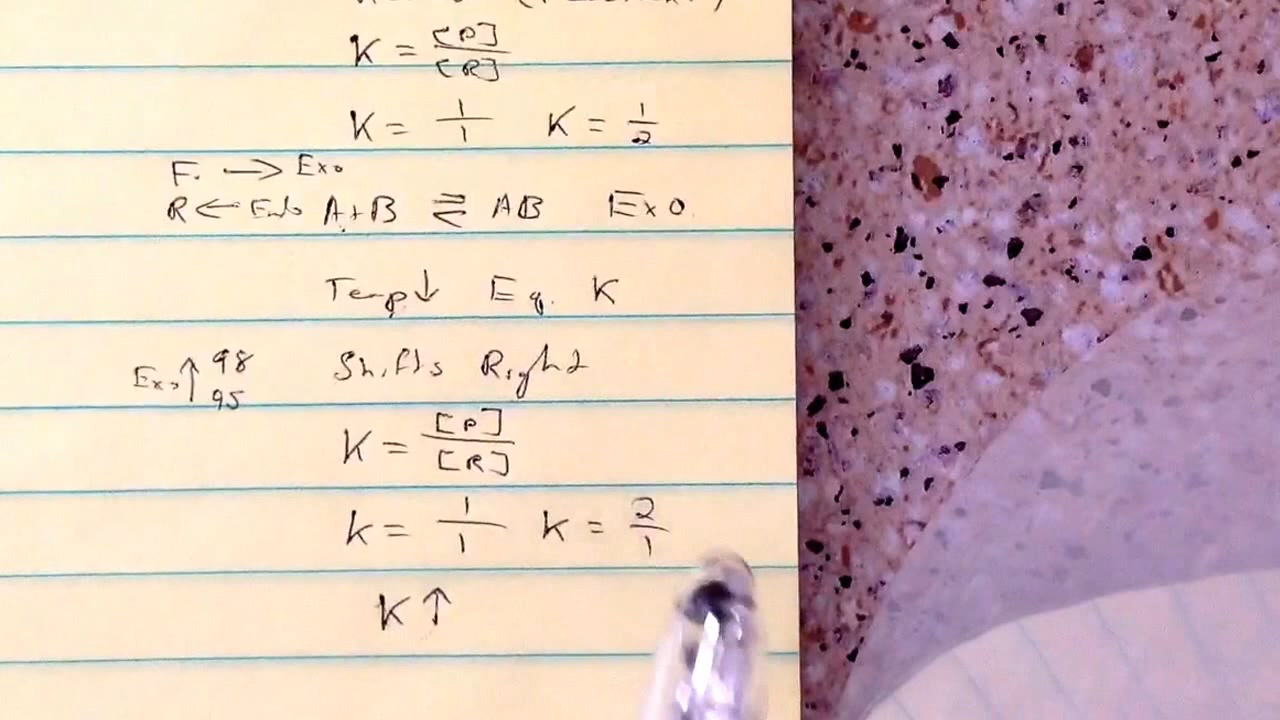 K = [P]/[R]
K = 1/1 K = 1/2
F. → Exo
R ← Endo A+B ⇌ AB Exo
Temp ↓ Eq. K
Exo ↑ 98 95 Shifts Right
K = [P]/[R]
K = 1/1 K = 2/1
K ↑